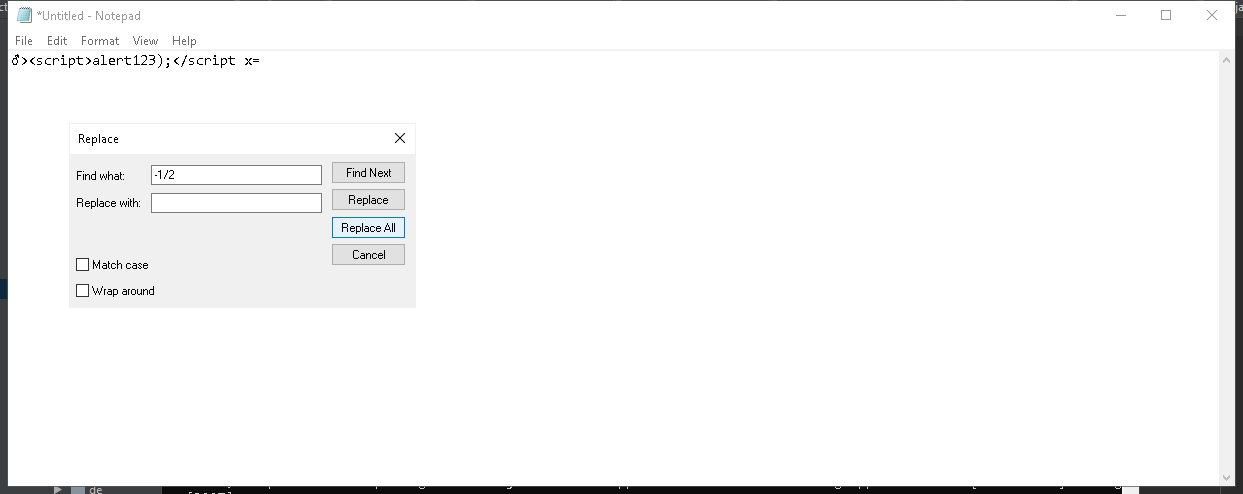 *Untitled - Notepad
File Edit Format View Help
♂><script>alert123);</script x=
Replace
Find what: -1/2 Find Next
Replace with: Replace
Replace All
Cancel
Match case
Wrap around
de